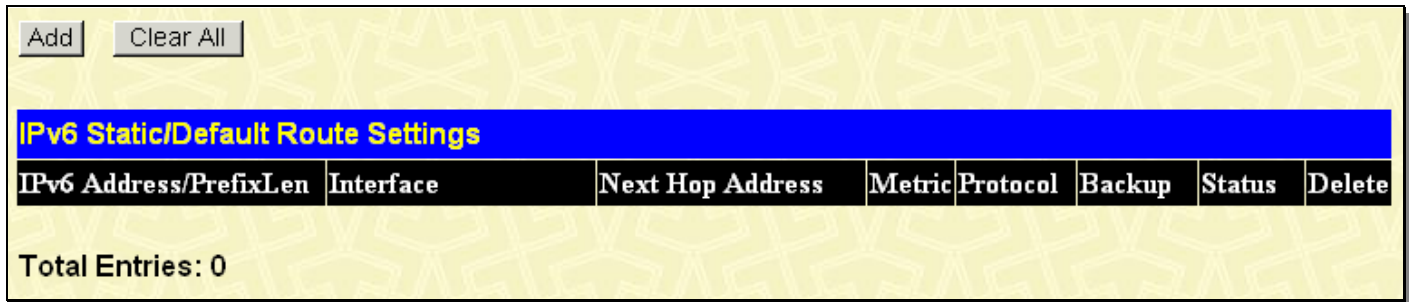 Add Clear All
IPv6 Static/Default Route Settings
IPv6 Address/PrefixLen Interface Next Hop Address Metric Protocol Backup Status Delete
Total Entries: 0